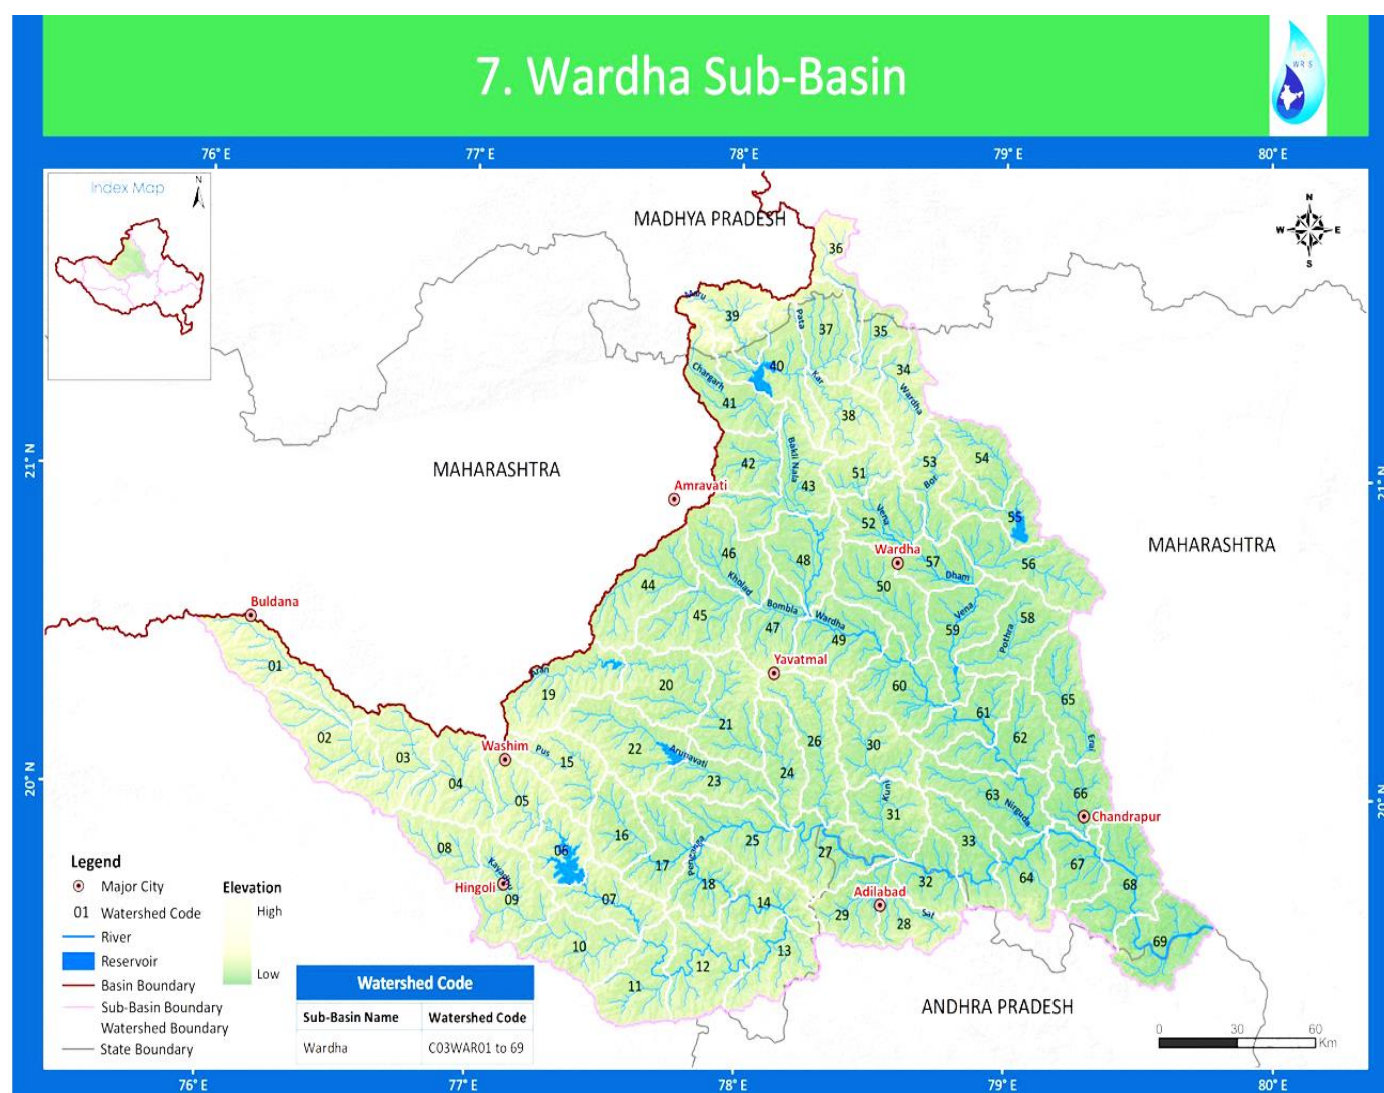 7. Wardha Sub-Basin
WRIS
76° E
77° E
78° E
79° E
80° E
Index Map
N
MADHYA PRADESH
N
W
E
S
36
Maru
39
Pata
37
35
40
34
Chargarh
Kar
Wardha
41
38
21° N
MAHARASHTRA
42
Bakli Nala
43
51
53
54
21° N
Amravati
Bor
Vena
52
55
MAHARASHTRA
46
48
Wardha
57
56
44
Kholad
50
Dham
Buldana
45
Bombla
Wardha
47
49
Vena
59
58
Pothra
01
Yavatmal
Aran
19
20
60
65
02
21
61
62
Erai
Washim
03
Pus
15
22
Arunavati
26
30
04
23
24
20° N
05
Kuni
31
63
66
20° N
Nirguda
Chandrapur
08
06
16
Penganga
25
27
33
Legend
Major City
Elevation
Kayadhu
Hingoli
09
17
18
32
64
67
68
01
Watershed Code
High
07
14
Adilabad
29
Sat
28
River
Reservoir
Low
10
13
69
Basin Boundary
12
11
Sub-Basin Boundary
Watershed Boundary
State Boundary
Watershed Code
Sub-Basin Name
Watershed Code
Wardha
C03WAR01 to 69
ANDHRA PRADESH
0
30
60
Km
76° E
77° E
78° E
79° E
80° E